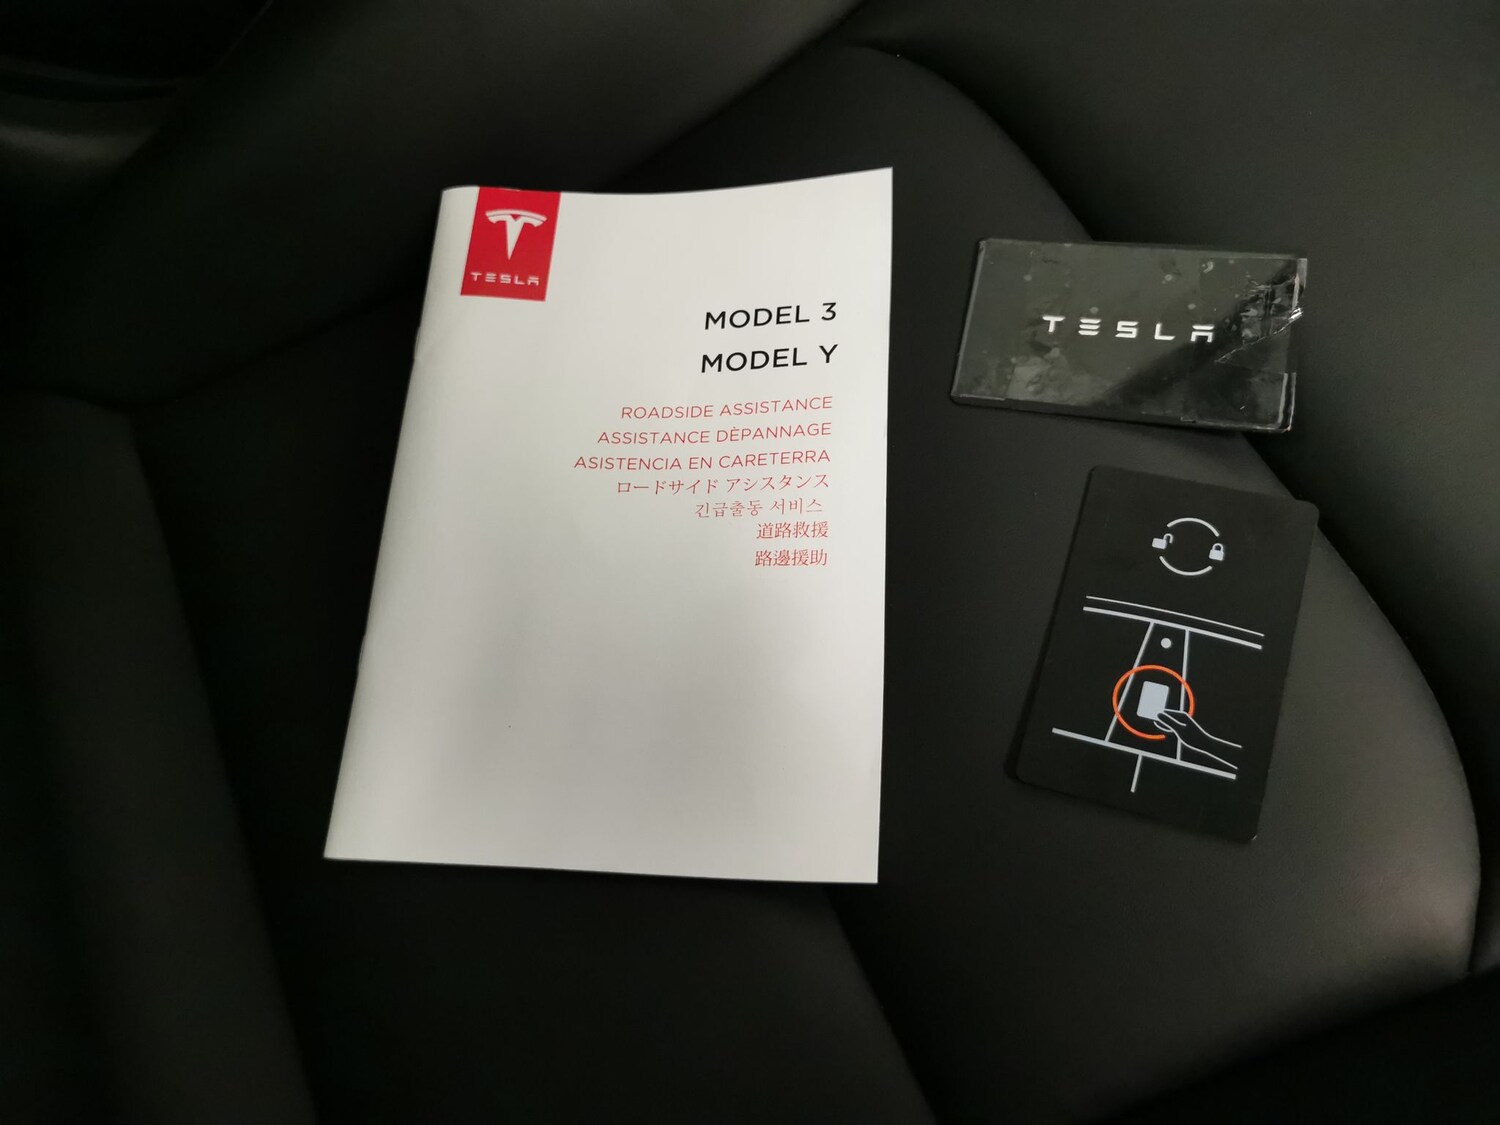 TESLA
MODEL 3
MODEL Y
ROADSIDE ASSISTANCE
ASSISTANCE DÈPANNAGE
ASISTENCIA EN CARETERRA
ロードサイド アシスタンス
긴급출동 서비스
道路救援
路邊援助
TESLA